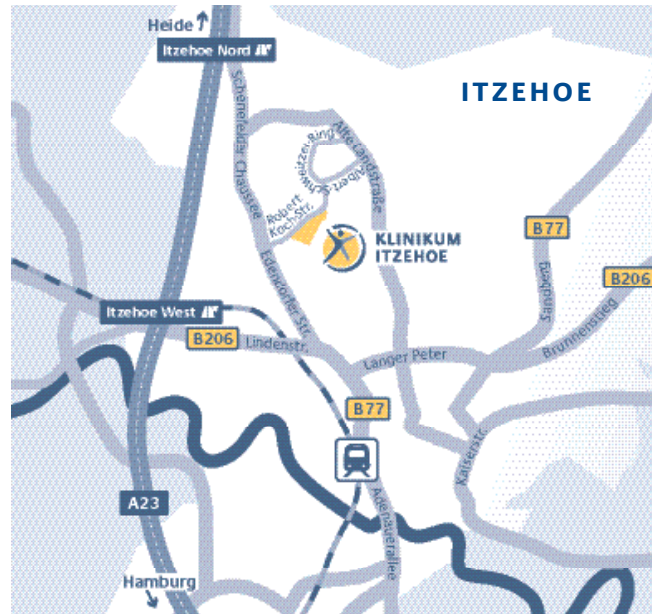 Heide
Itzehoe Nord
ITZEHOE
Schenefelder Chaussee
Alte Landstraße
Albert-Schweitzer-Ring
Robert-
Koch-Str.
KLINIKUM
ITZEHOE
B77
B206
Sandberg
Brunnenstieg
Edendorfer Str.
Itzehoe West
B206
Lindenstr.
Langer Peter
B77
Kaiserstr.
A23
Adenauerallee
Hamburg